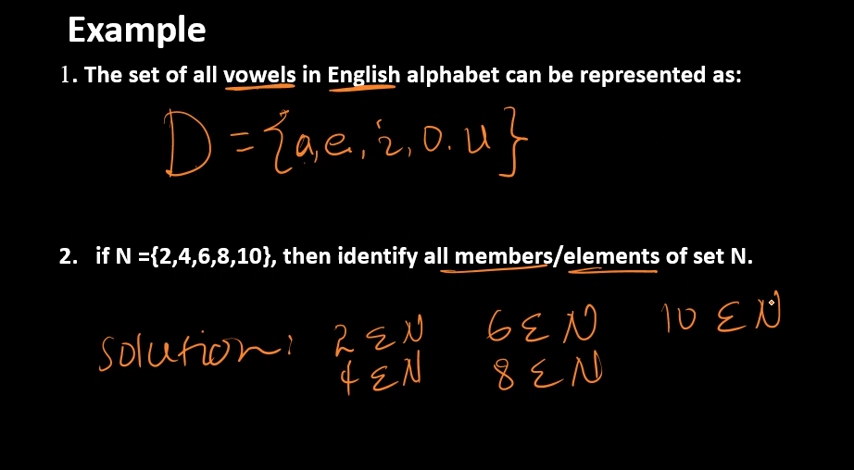 Example
1. The set of all vowels in English alphabet can be represented as:
D = {a, e, i, o. u}
2. if N ={2,4,6,8,10}, then identify all members/elements of set N.
solution: 2 ∈ N 6 ∈ N 10 ∈ N
4 ∈ N 8 ∈ N